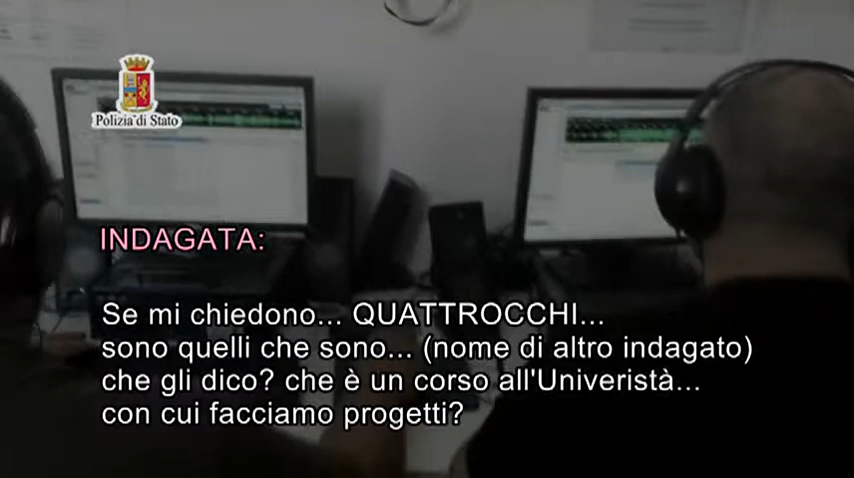 Polizia di Stato
INDAGATA:
Se mi chiedono... QUATTROCCHI...
sono quelli che sono... (nome di altro indagato)
che gli dico? che è un corso all'Univeristà...
con cui facciamo progetti?